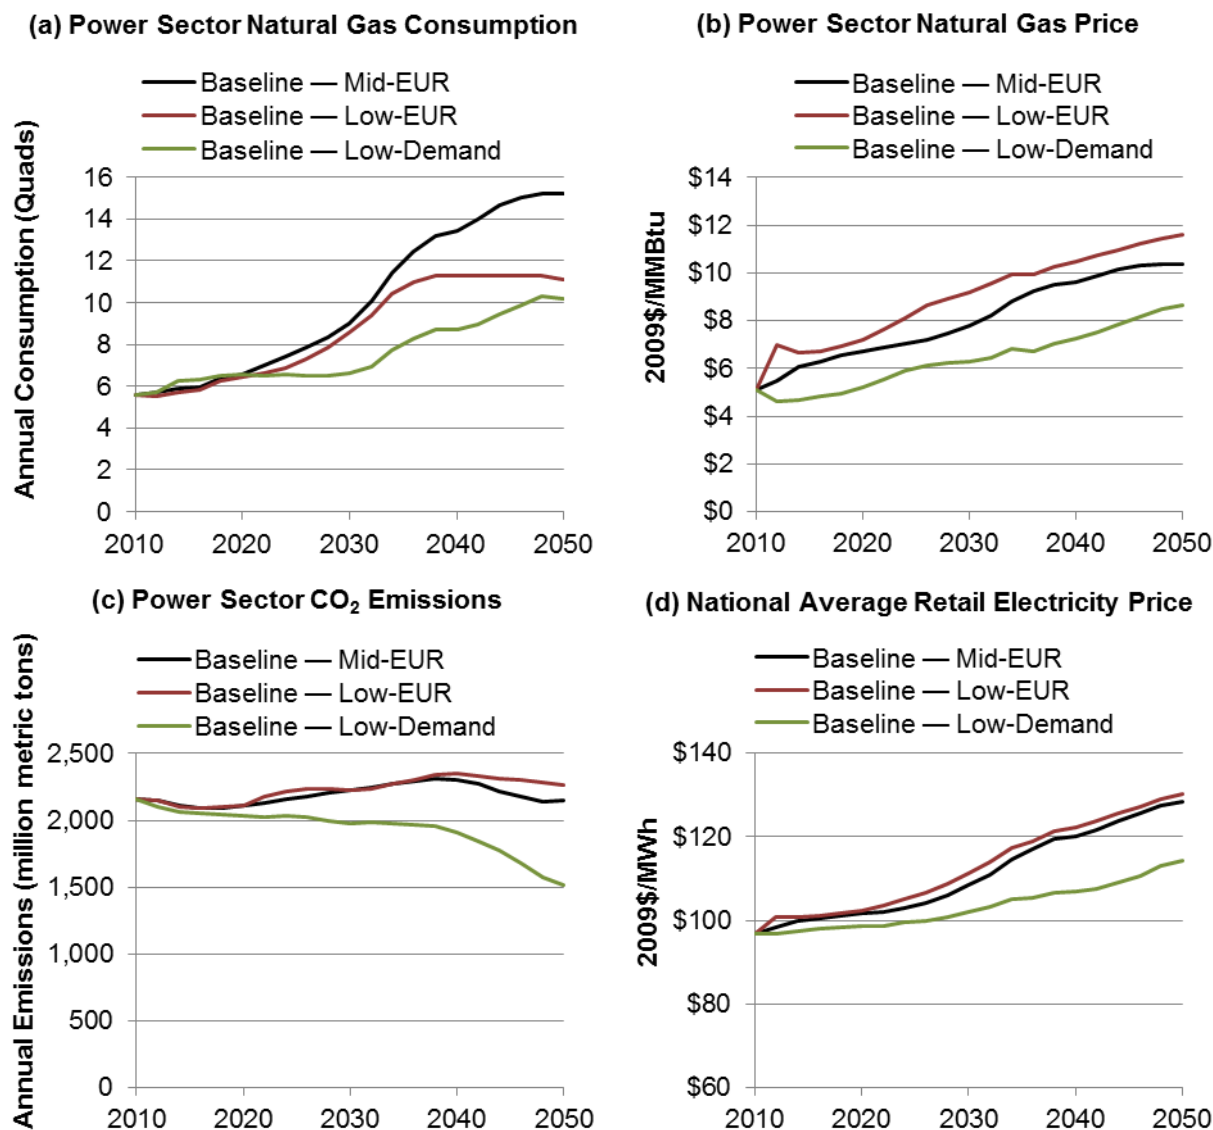 (a) Power Sector Natural Gas Consumption
Baseline — Mid-EUR
Baseline — Low-EUR
Baseline — Low-Demand
Annual Consumption (Quads)
16
14
12
10
8
6
4
2
0
2010 2020 2030 2040 2050
(b) Power Sector Natural Gas Price
Baseline — Mid-EUR
Baseline — Low-EUR
Baseline — Low-Demand
2009$/MMBtu
$14
$12
$10
$8
$6
$4
$2
$0
2010 2020 2030 2040 2050
(c) Power Sector CO₂ Emissions
Baseline — Mid-EUR
Baseline — Low-EUR
Baseline — Low-Demand
Annual Emissions (million metric tons)
2,500
2,000
1,500
1,000
500
0
2010 2020 2030 2040 2050
(d) National Average Retail Electricity Price
Baseline — Mid-EUR
Baseline — Low-EUR
Baseline — Low-Demand
2009$/MWh
$140
$120
$100
$80
$60
2010 2020 2030 2040 2050